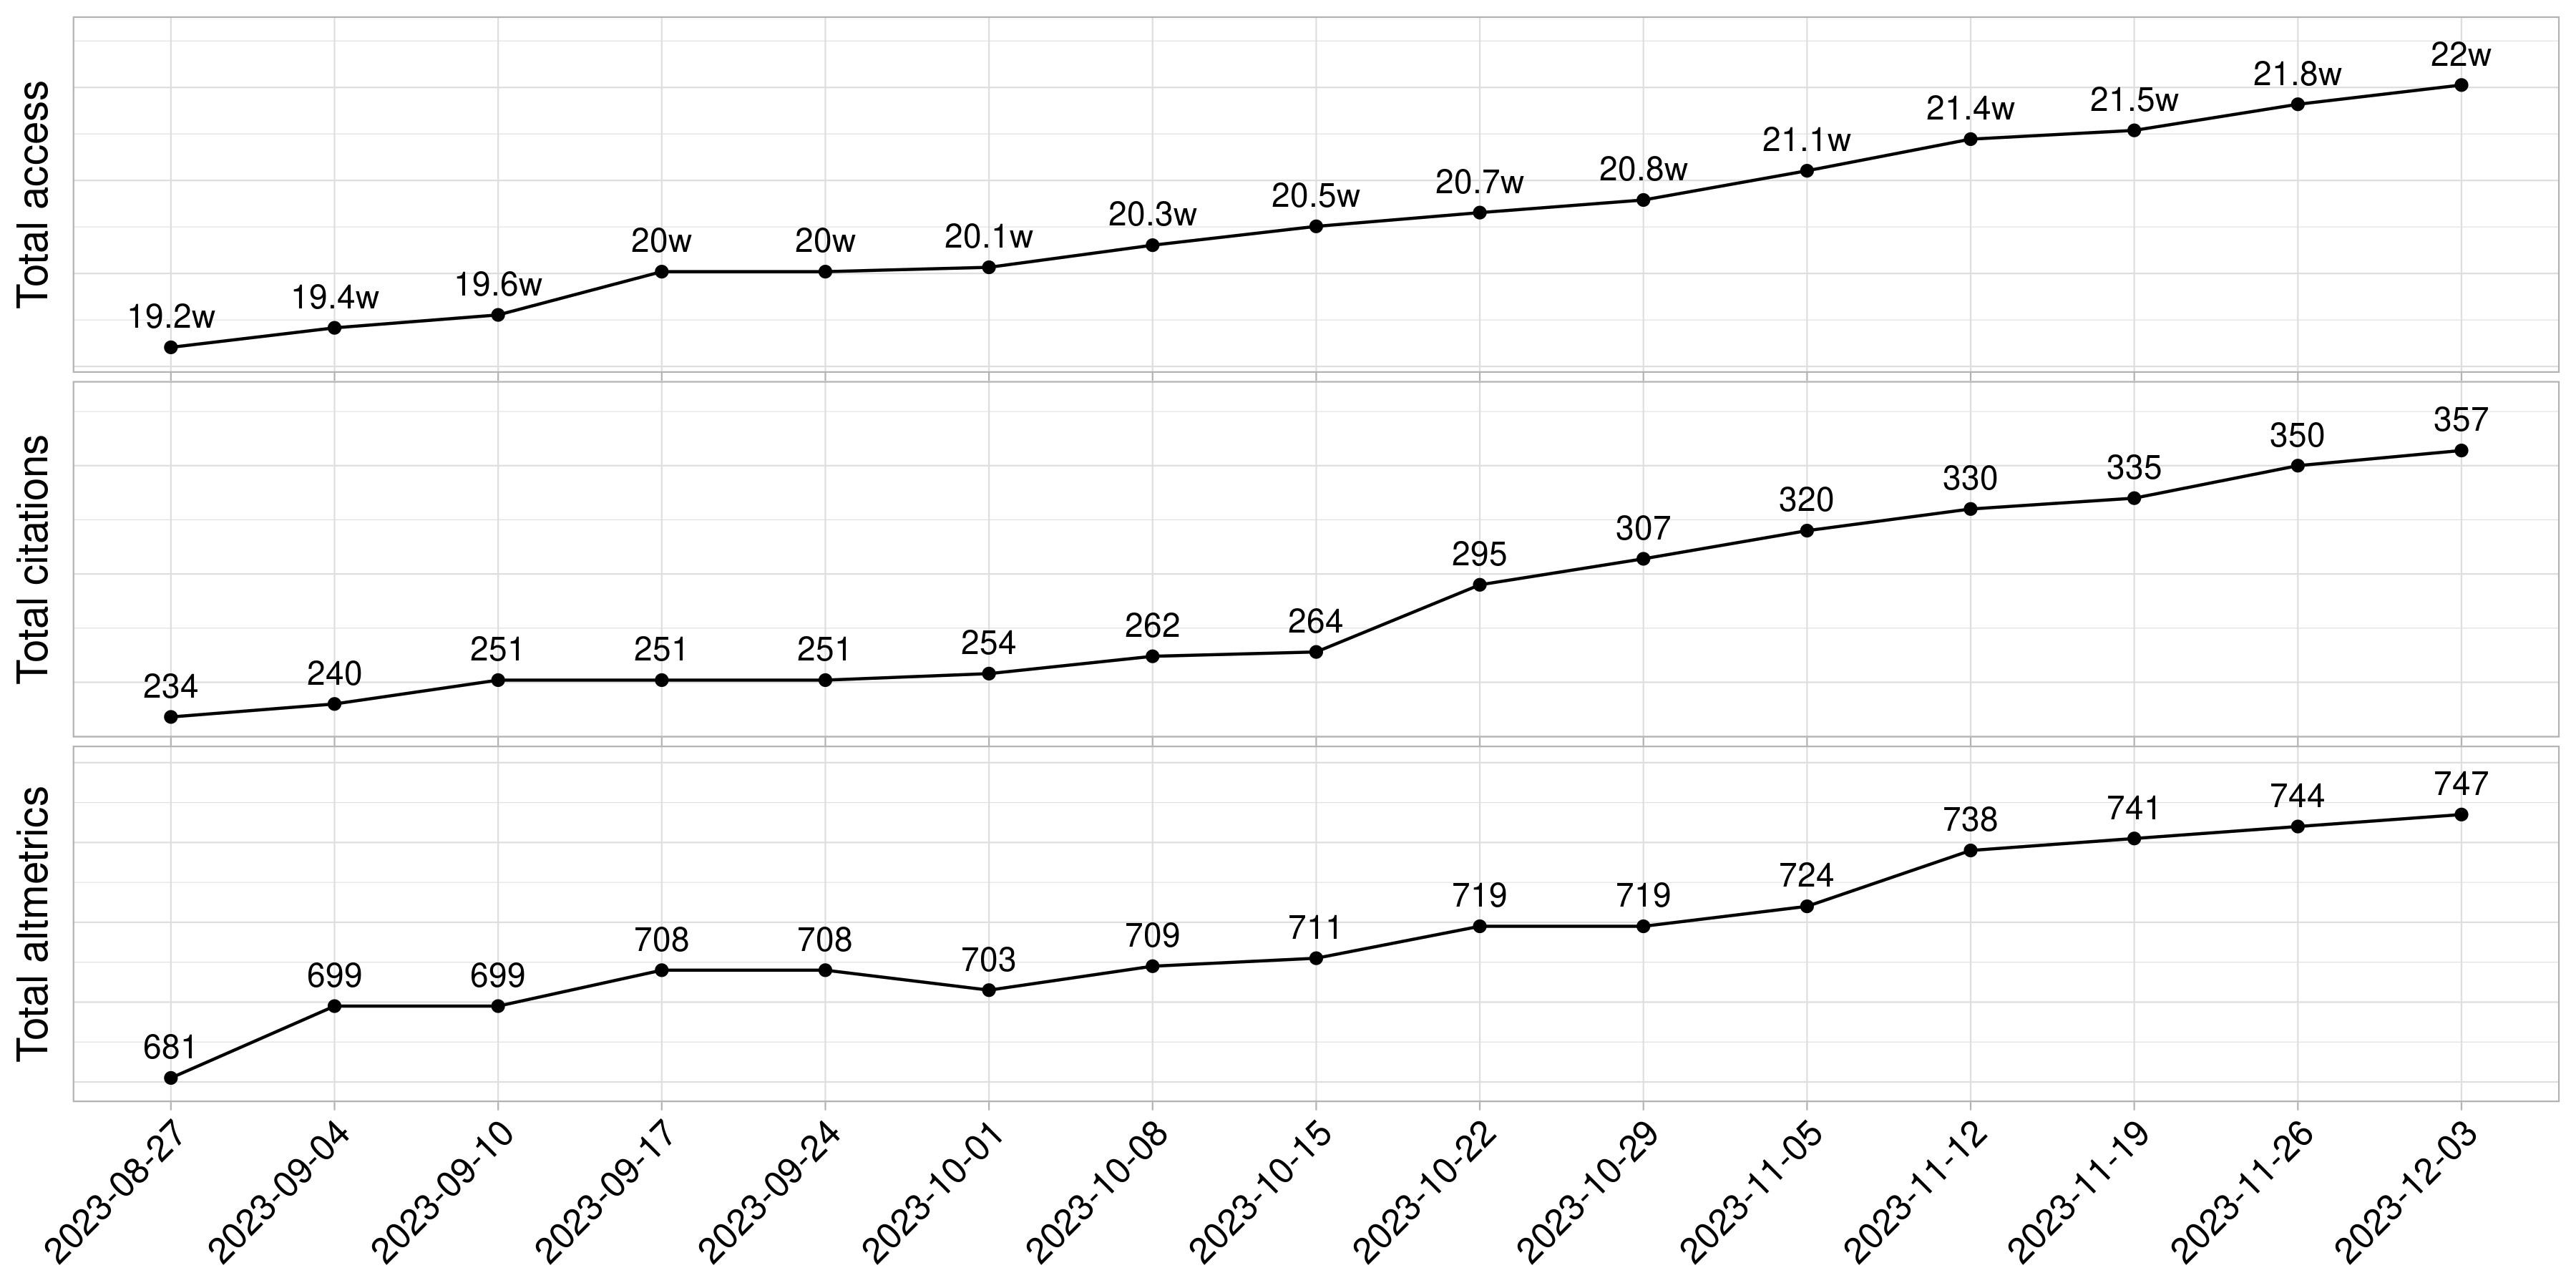 Total access
19.2w
19.4w
19.6w
20w
20w
20.1w
20.3w
20.5w
20.7w
20.8w
21.1w
21.4w
21.5w
21.8w
22w
Total citations
234
240
251
251
251
254
262
264
295
307
320
330
335
350
357
Total altmetrics
681
699
699
708
708
703
709
711
719
719
724
738
741
744
747
2023-08-27
2023-09-04
2023-09-10
2023-09-17
2023-09-24
2023-10-01
2023-10-08
2023-10-15
2023-10-22
2023-10-29
2023-11-05
2023-11-12
2023-11-19
2023-11-26
2023-12-03